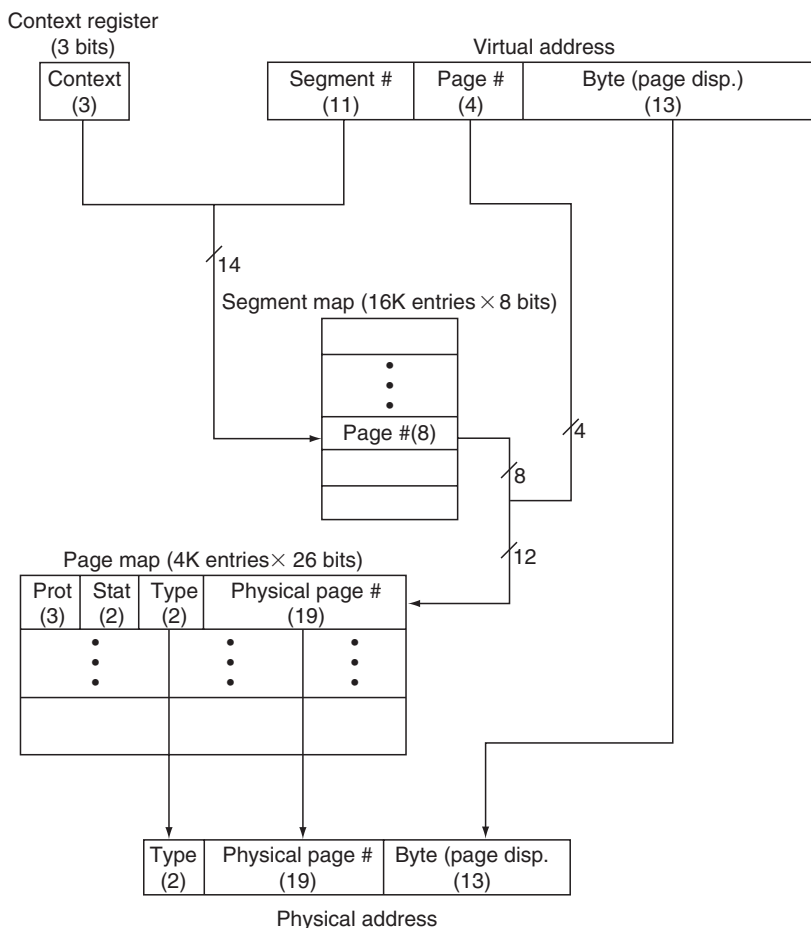 Context register
(3 bits)
Virtual address
Context
(3)
Segment #
(11)
Page #
(4)
Byte (page disp.)
(13)
14
Segment map (16K entries × 8 bits)
Page #(8)
4
8
12
Page map (4K entries× 26 bits)
Prot
(3)
Stat
(2)
Type
(2)
Physical page #
(19)
Type
(2)
Physical page #
(19)
Byte (page disp.
(13)
Physical address